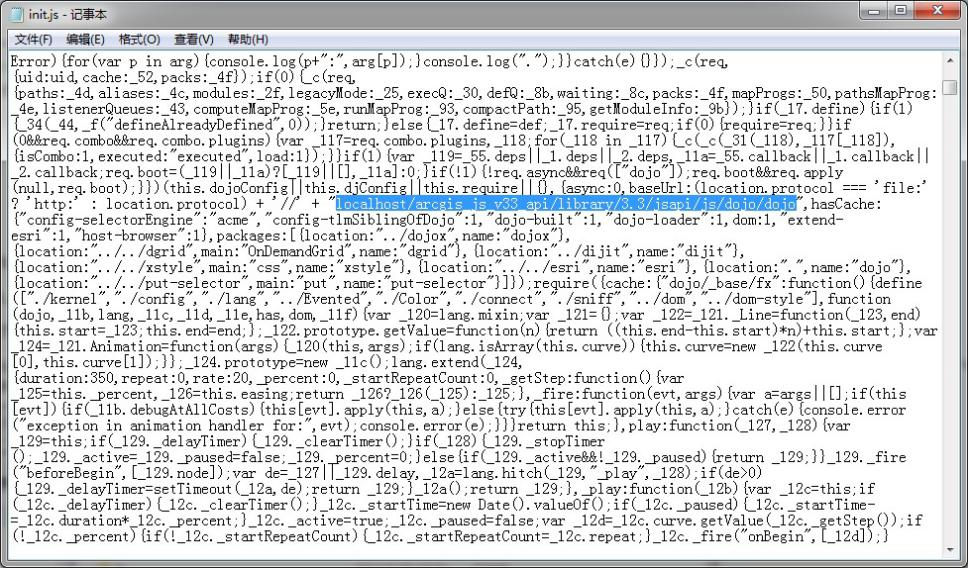 init.js - 记事本
文件(F) 编辑(E) 格式(O) 查看(V) 帮助(H)
Error){for(var p in arg){console.log(p+":",arg[p]);}console.log(".");}}catch(e){}});_c(req,
{uid:uid,cache:_52,packs:_4f});if(0){_c(req,
{paths:_4d,aliases:_4c,modules:_2f,legacyMode:_25,execQ:_30,defQ:_8b,waiting:_8c,packs:_4f,mapProgs:_50,pathsMapProg:
_4e,listenerQueues:_43,computeMapProg:_5e,runMapProg:_93,compactPath:_95,getModuleInfo:_9b});}if(_17.define){if(1)
{_34(_44,_f("defineAlreadyDefined",0));}return;}else{_17.define=def;_17.require=req;if(0){require=req;}}if
(0&&req.combo&&req.combo.plugins){var _117=req.combo.plugins,_118;for(_118 in _117){_c(_c(_31(_118),_117[_118]),
{isCombo:1,executed:"executed",load:1});}}if(1){var _119=_55.deps||_1.deps||_2.deps,_11a=_55.callback||_1.callback||
_2.callback;req.boot=(_119||_11a)?[_119||[],_11a]:0;}if(!1){!req.async&&req(["dojo"]);req.boot&&req.apply
(null,req.boot);}})(this.dojoConfig||this.djConfig||this.require||{},{async:0,baseUrl:(location.protocol === 'file:'
? 'http:' : location.protocol) + '//' + "localhost/arcgis_js_v33_api/library/3.3/jsapi/js/dojo/dojo",hasCache:
{"config-selectorEngine":"acme","config-tlmSiblingOfDojo":1,"dojo-built":1,"dojo-loader":1,dom:1,"extend-
esri":1,"host-browser":1},packages:[{location:"../dojox",name:"dojox"},
{location:"../../dgrid",main:"OnDemandGrid",name:"dgrid"},{location:"../dijit",name:"dijit"},
{location:"../../xstyle",main:"css",name:"xstyle"},{location:"../../esri",name:"esri"},{location:".",name:"dojo"},
{location:"../../put-selector",main:"put",name:"put-selector"}]});require({cache:{"dojo/_base/fx":function(){define
(["./kernel","./config","./lang","../Evented","./Color","./connect","./sniff","../dom","../dom-style"],function
(dojo,_11b,lang,_11c,_11d,_11e,has,dom,_11f){var _120=lang.mixin;var _121={};var _122=_121._Line=function(_123,end)
{this.start=_123;this.end=end;};_122.prototype.getValue=function(n){return ((this.end-this.start)*n)+this.start;};var
_124=_121.Animation=function(args){_120(this,args);if(lang.isArray(this.curve)){this.curve=new _122(this.curve
[0],this.curve[1]);}};_124.prototype=new _11c();lang.extend(_124,
{duration:350,repeat:0,rate:20,_percent:0,_startRepeatCount:0,_getStep:function(){var
_125=this._percent,_126=this.easing;return _126?_126(_125):_125;},_fire:function(evt,args){var a=args||[];if(this
[evt]){if(_11b.debugAtAllCosts){this[evt].apply(this,a);}else{try{this[evt].apply(this,a);}catch(e){console.error
("exception in animation handler for:",evt);console.error(e);}}}return this;},play:function(_127,_128){var
_129=this;if(_129._delayTimer){_129._clearTimer();}if(_128){_129._stopTimer
();_129._active=_129._paused=false;_129._percent=0;}else{if(_129._active&&!_129._paused){return _129;}}_129._fire
("beforeBegin",[_129.node]);var de=_127||_129.delay,_12a=lang.hitch(_129,"_play",_128);if(de>0)
{_129._delayTimer=setTimeout(_12a,de);return _129;}_12a();return _129;},_play:function(_12b){var _12c=this;if
(_12c._delayTimer){_12c._clearTimer();}_12c._startTime=new Date().valueOf();if(_12c._paused){_12c._startTime-
=_12c.duration*_12c._percent;}_12c._active=true;_12c._paused=false;var _12d=_12c.curve.getValue(_12c._getStep());if
(!_12c._percent){if(!_12c._startRepeatCount){_12c._startRepeatCount=_12c.repeat;}_12c._fire("onBegin",[_12d]);}